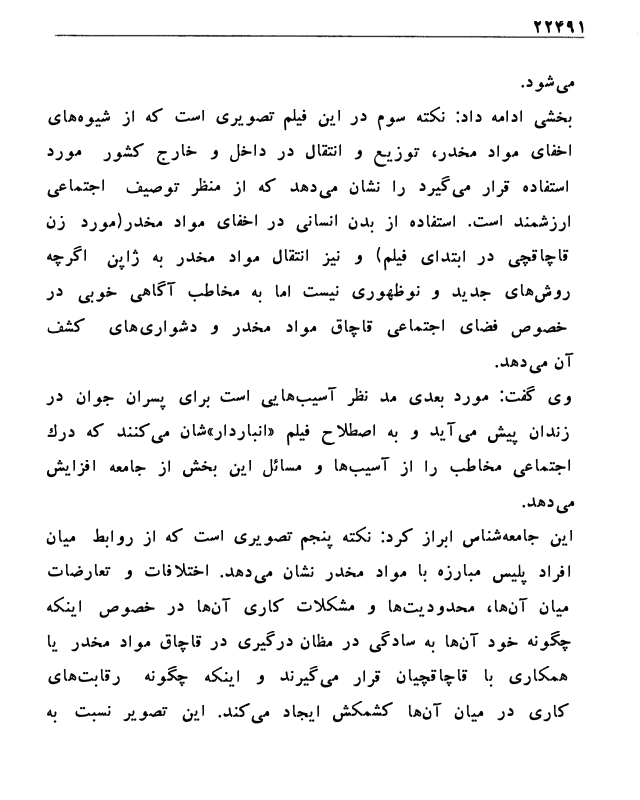 ۲۲۴۹۱
می‌شود.
بخشی ادامه داد: نکته سوم در این فیلم تصویری است که از شیوه‌های
اخفای مواد مخدر، توزیع و انتقال در داخل و خارج کشور مورد
استفاده قرار می‌گیرد را نشان می‌دهد که از منظر توصیف اجتماعی
ارزشمند است. استفاده از بدن انسانی در اخفای مواد مخدر(مورد زن
قاچاقچی در ابتدای فیلم) و نیز انتقال مواد مخدر به ژاپن اگرچه
روش‌های جدید و نوظهوری نیست اما به مخاطب آگاهی خوبی در
خصوص فضای اجتماعی قاچاق مواد مخدر و دشواری‌های کشف
آن می‌دهد.
وی گفت: مورد بعدی مد نظر آسیب‌هایی است برای پسران جوان در
زندان پیش می‌آید و به اصطلاح فیلم «انباردار»شان می‌کنند که درك
اجتماعی مخاطب را از آسیب‌ها و مسائل این بخش از جامعه افزایش
می‌دهد.
این جامعه‌شناس ابراز کرد: نکته پنجم تصویری است که از روابط میان
افراد پلیس مبارزه با مواد مخدر نشان می‌دهد. اختلافات و تعارضات
میان آن‌ها، محدودیت‌ها و مشکلات کاری آن‌ها در خصوص اینکه
چگونه خود آن‌ها به سادگی در مظان درگیری در قاچاق مواد مخدر یا
همکاری با قاچاقچیان قرار می‌گیرند و اینکه چگونه رقابت‌های
کاری در میان آن‌ها کشمکش ایجاد می‌کند. این تصویر نسبت به